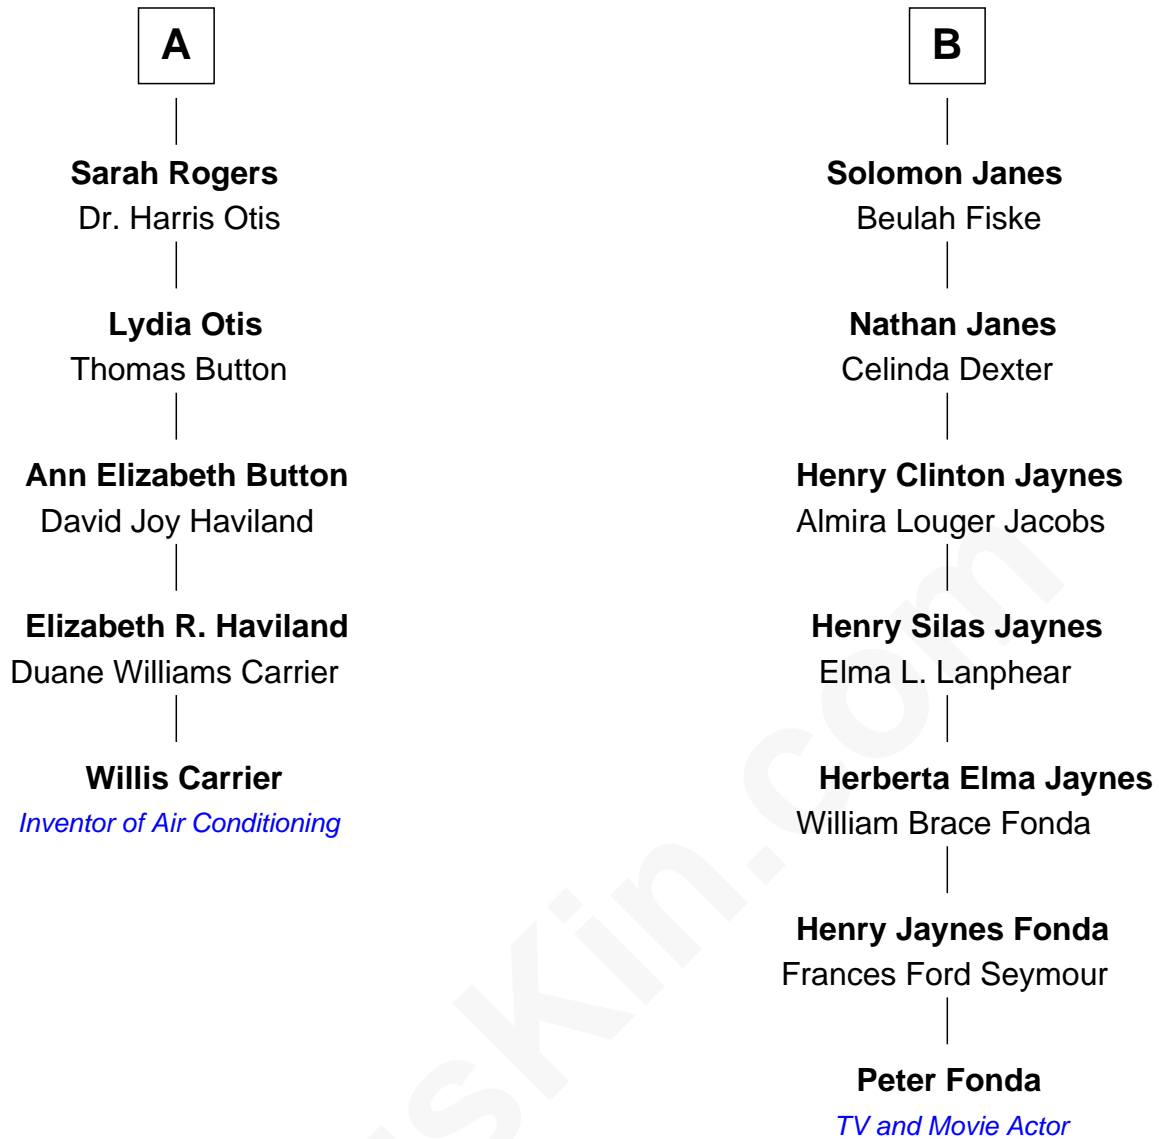 A
Sarah Rogers
Dr. Harris Otis
Lydia Otis
Thomas Button
Ann Elizabeth Button
David Joy Haviland
Elizabeth R. Haviland
Duane Williams Carrier
Willis Carrier
Inventor of Air Conditioning
B
Solomon Janes
Beulah Fiske
Nathan Janes
Celinda Dexter
Henry Clinton Jaynes
Almira Louger Jacobs
Henry Silas Jaynes
Elma L. Lanphear
Herberta Elma Jaynes
William Brace Fonda
Henry Jaynes Fonda
Frances Ford Seymour
Peter Fonda
TV and Movie Actor